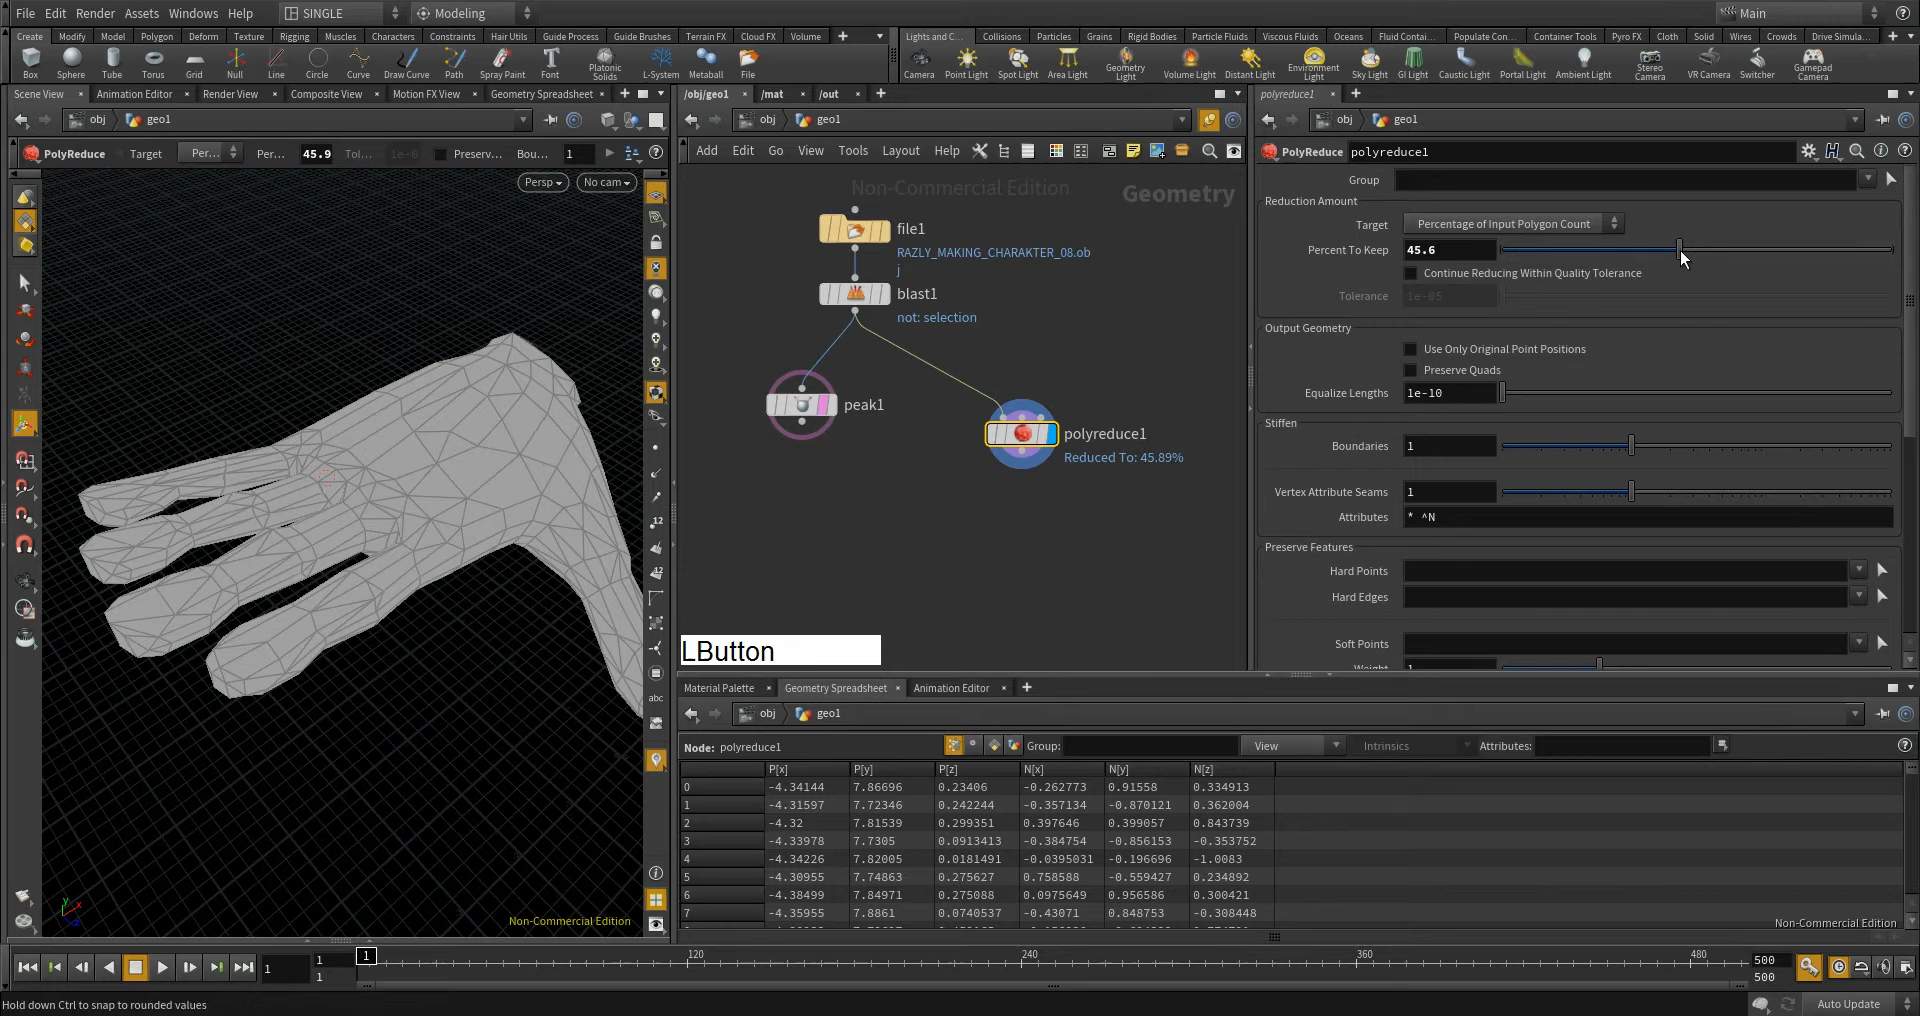 File Edit Render Assets Windows Help SINGLE Modeling Main
Create Modify Model Polygon Deform Texture Rigging Muscles Characters Constraints Hair Utils Guide Process Guide Brushes Terrain FX Cloud FX Volume
Lights and C... Collisions Particles Grains Rigid Bodies Particle Fluids Viscous Fluids Oceans Fluid Contai... Populate Con... Container Tools Pyro FX Cloth Solid Wires Crowds Drive Simula...
Box Sphere Tube Torus Grid Null Line Circle Curve Draw Curve Path Spray Paint Font Platonic Solids L-System Metaball File
Camera Point Light Spot Light Area Light Geometry Light Volume Light Distant Light Environment Light Sky Light GI Light Caustic Light Portal Light Ambient Light Stereo Camera VR Camera Switcher Gamepad Camera
Scene View Animation Editor Render View Composite View Motion FX View Geometry Spreadsheet
obj geo1
PolyReduce Target Per... Per... 45.9 Tol... 1e-0 Preserv... Bou... 1
Persp No cam
12
12
abc
Non-Commercial Edition
y x z
/obj/geo1 /mat /out
obj geo1
Add Edit Go View Tools Layout Help
Non-Commercial Edition Geometry
file1
RAZLY_MAKING_CHARAKTER_08.ob
j
blast1
not: selection
peak1
polyreduce1
Reduced To: 45.89%
LButton
polyreduce1
obj geo1
PolyReduce polyreduce1
Group
Reduction Amount
Target Percentage of Input Polygon Count
Percent To Keep 45.6
Continue Reducing Within Quality Tolerance
Tolerance 1e-05
Output Geometry
Use Only Original Point Positions
Preserve Quads
Equalize Lengths 1e-10
Stiffen
Boundaries 1
Vertex Attribute Seams 1
Attributes * ^N
Preserve Features
Hard Points
Hard Edges
Soft Points
Weight 1
Material Palette Geometry Spreadsheet Animation Editor
obj geo1
Node: polyreduce1 Group: View Intrinsics Attributes:
P[x] P[y] P[z] N[x] N[y] N[z]
0 -4.34144 7.86696 0.23406 -0.262773 0.91558 0.334913
1 -4.31597 7.72346 0.242244 -0.357134 -0.870121 0.362004
2 -4.32 7.81539 0.299351 0.397646 0.399057 0.843739
3 -4.33978 7.7305 0.0913413 -0.384754 -0.856153 -0.353752
4 -4.34226 7.82005 0.0181491 -0.0395031 -0.196696 -1.0083
5 -4.30955 7.74863 0.275627 0.758588 -0.559427 0.234892
6 -4.38499 7.84971 0.275088 0.0975649 0.956586 0.300421
7 -4.35955 7.8861 0.0740537 -0.43071 0.848753 -0.308448
Non-Commercial Edition
1 1 1 1 120 240 360 480 500 500
Hold down Ctrl to snap to rounded values
Auto Update